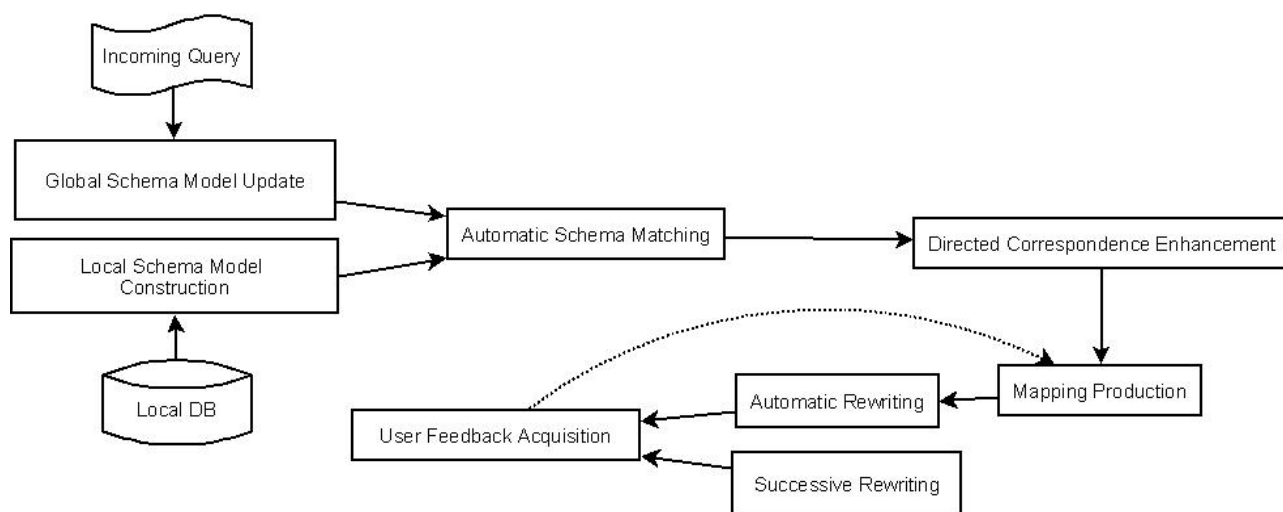 Incoming Query
Global Schema Model Update
Automatic Schema Matching
Directed Correspondence Enhancement
Local Schema Model
Construction
Local DB
Mapping Production
Automatic Rewriting
User Feedback Acquisition
Successive Rewriting